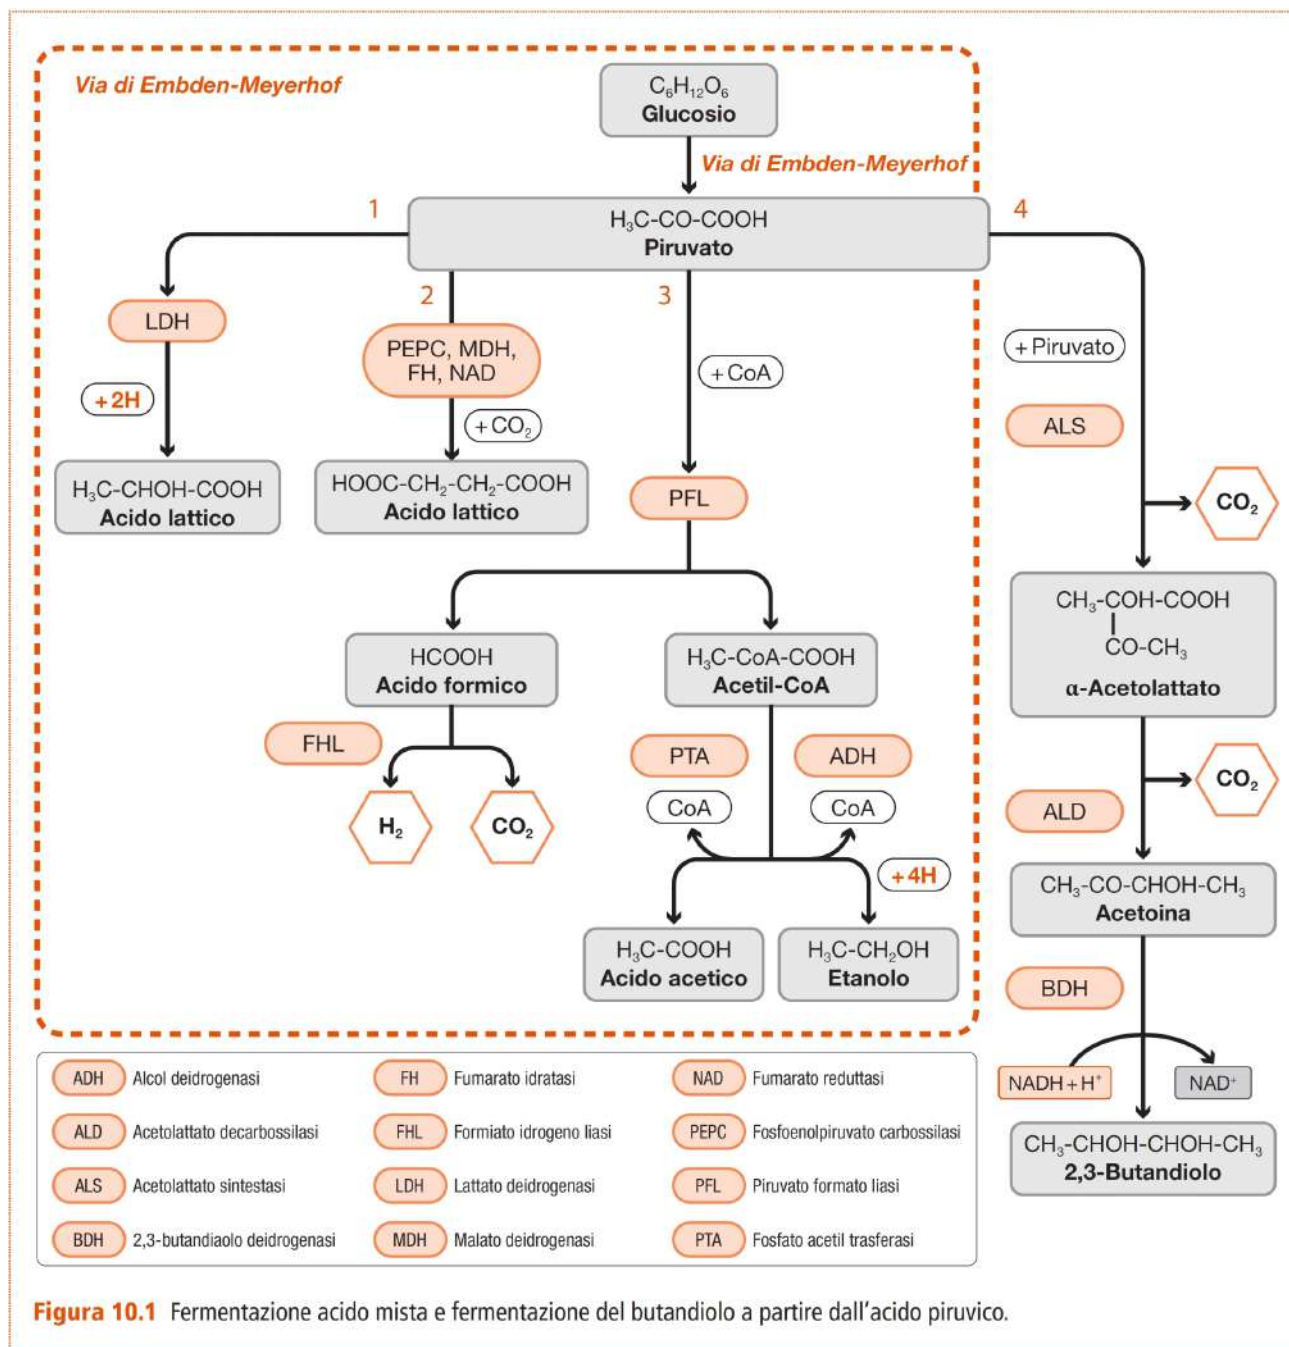 Via di Embden-Meyerhof
C₆H₁₂O₆
Glucosio
Via di Embden-Meyerhof
1
4
H₃C-CO-COOH
Piruvato
2
3
LDH
PEPC, MDH,
FH, NAD
+ Piruvato
+ CoA
+ 2H
+ CO₂
ALS
H₃C-CHOH-COOH
Acido lattico
HOOC-CH₂-CH₂-COOH
Acido lattico
PFL
CO₂
CH₃-COH-COOH
CO-CH₃
α-Acetolattato
HCOOH
Acido formico
H₃C-CoA-COOH
Acetil-CoA
FHL
PTA
ADH
CoA
CoA
CO₂
H₂
CO₂
ALD
+ 4H
CH₃-CO-CHOH-CH₃
Acetoina
H₃C-COOH
Acido acetico
H₃C-CH₂OH
Etanolo
BDH
NADH + H⁺
NAD⁺
CH₃-CHOH-CHOH-CH₃
2,3-Butandiolo
ADH Alcol deidrogenasi
ALD Acetolattato decarbossilasi
ALS Acetolattato sintestasi
BDH 2,3-butandiaolo deidrogenasi
FH Fumarato idratasi
FHL Formiato idrogeno liasi
LDH Lattato deidrogenasi
MDH Malato deidrogenasi
NAD Fumarato reduttasi
PEPC Fosfoenolpiruvato carbossilasi
PFL Piruvato formato liasi
PTA Fosfato acetil trasferasi
Figura 10.1 Fermentazione acido mista e fermentazione del butandiolo a partire dall'acido piruvico.